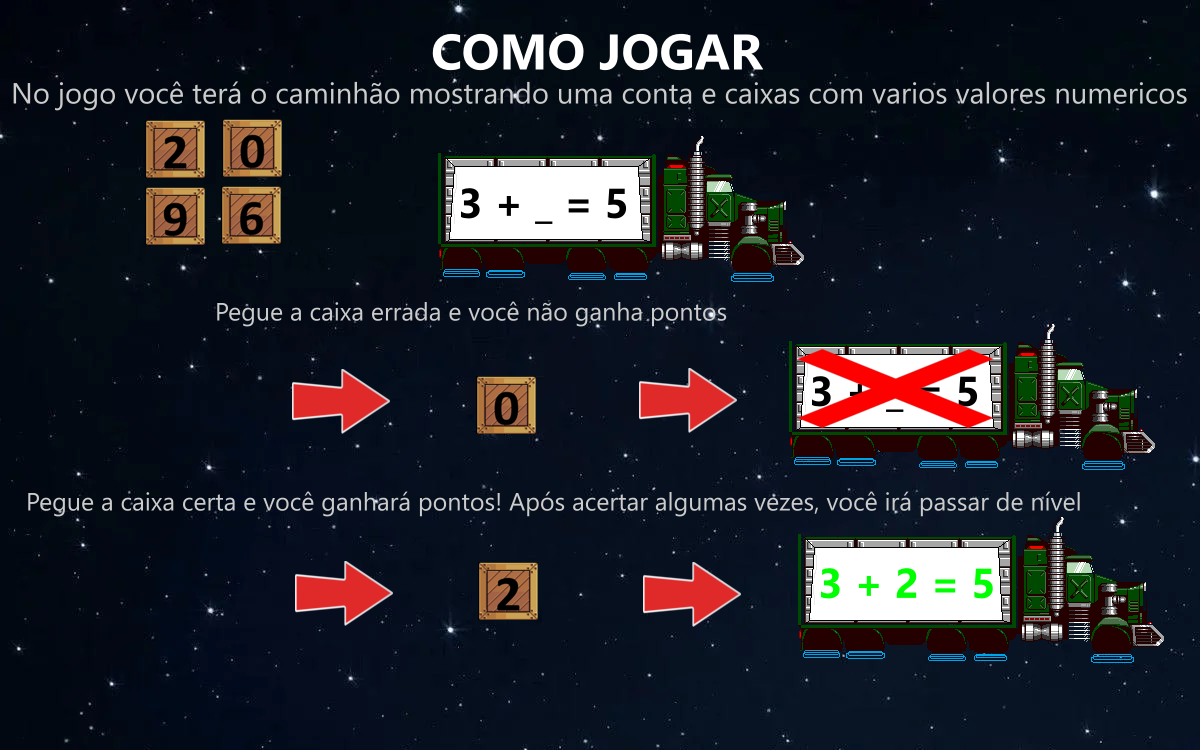 COMO JOGAR
No jogo você terá o caminhão mostrando uma conta e caixas com varios valores numericos
2 0
9 6
3 + _ = 5
Pegue a caixa errada e você não ganha pontos
0
3 + _ = 5
Pegue a caixa certa e você ganhará pontos! Após acertar algumas vezes, você irá passar de nível
2
3 + 2 = 5